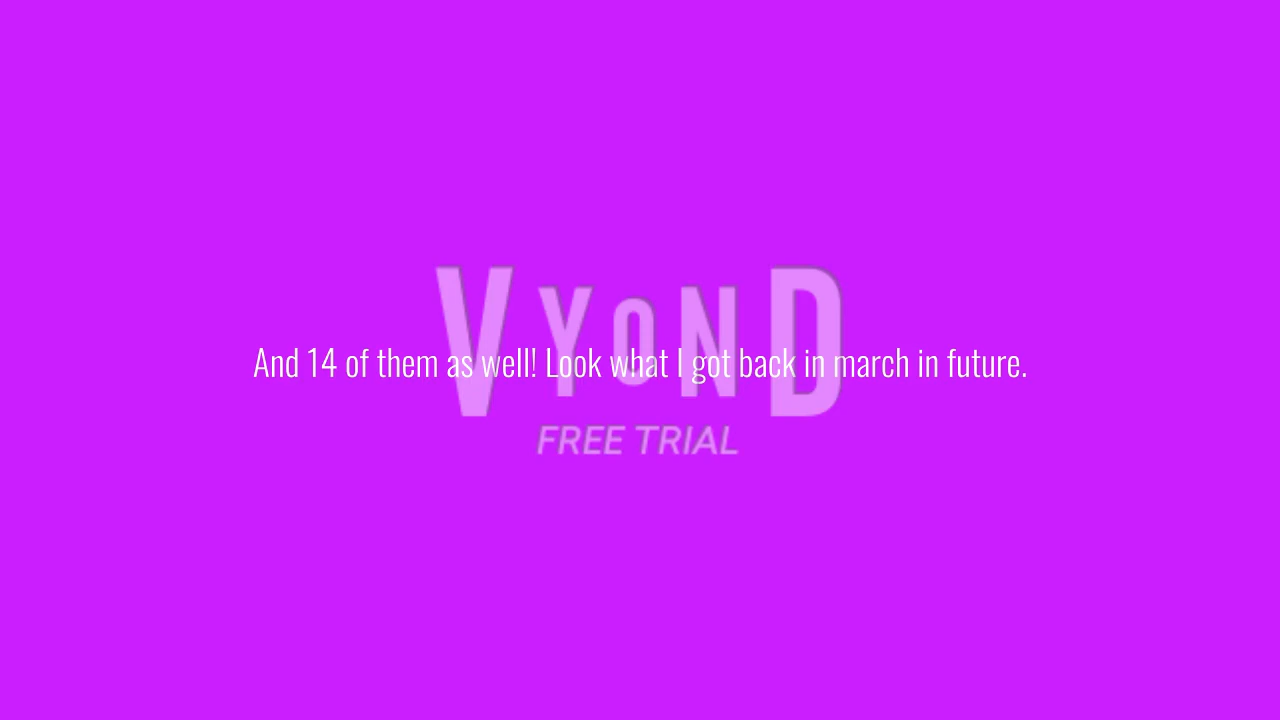 And 14 of them as well! Look what I got back in march in future.
VYOND
FREE TRIAL